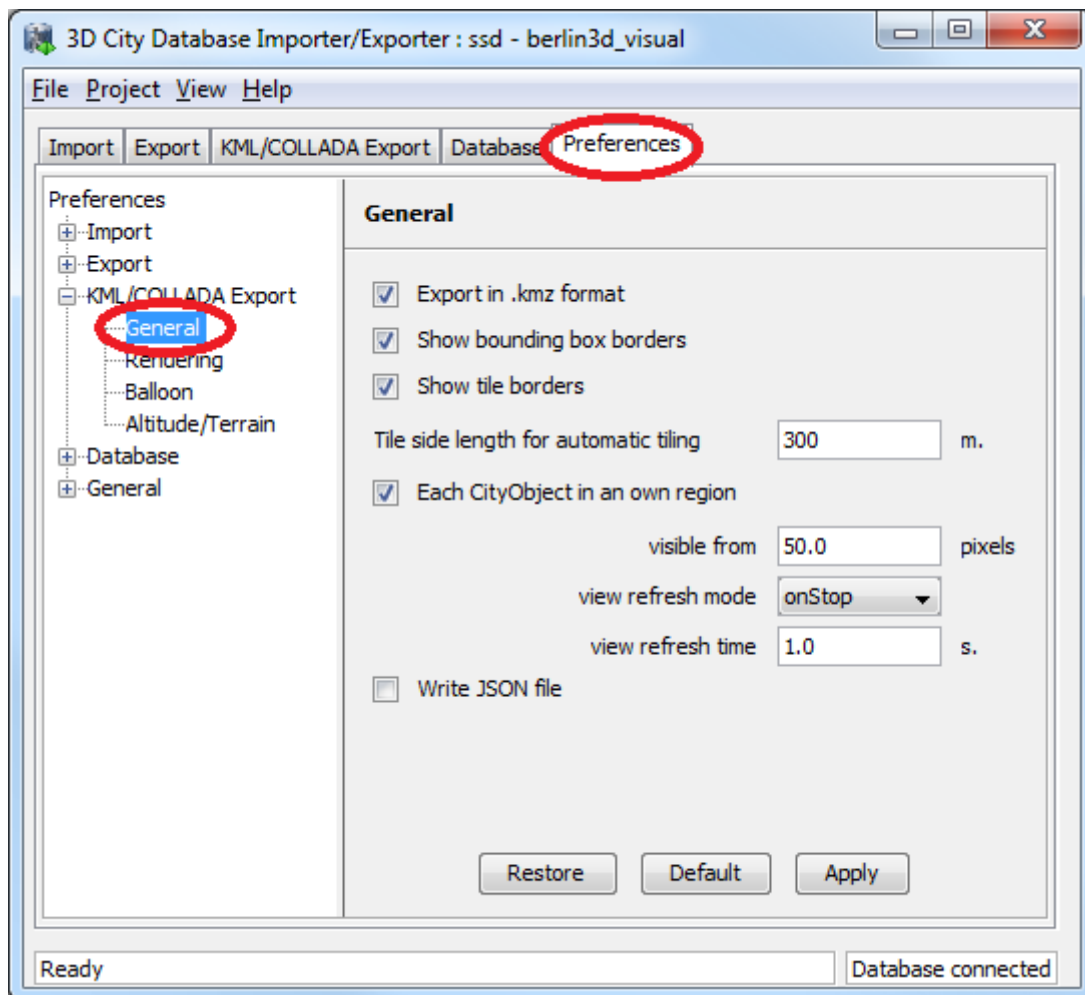 3D City Database Importer/Exporter : ssd - berlin3d_visual
File Project View Help
Import Export KML/COLLADA Export Database Preferences
Preferences
Import
Export
KML/COLLADA Export
General
Rendering
Balloon
Altitude/Terrain
Database
General
General
Export in .kmz format
Show bounding box borders
Show tile borders
Tile side length for automatic tiling 300 m.
Each CityObject in an own region
visible from 50.0 pixels
view refresh mode onStop
view refresh time 1.0 s.
Write JSON file
Restore Default Apply
Ready Database connected